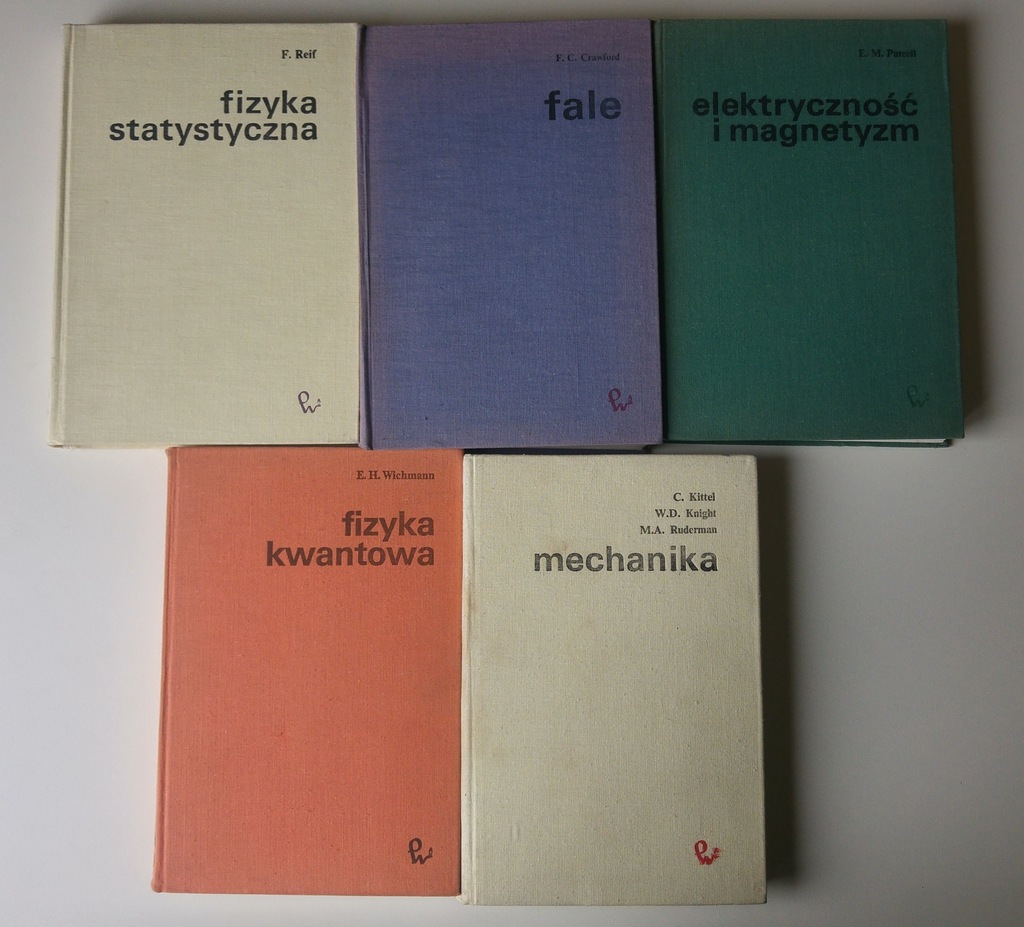 F. Reif
fizyka
statystyczna
F. C. Crawford
fale
E. M. Purcell
elektryczność
i magnetyzm
E. H. Wichmann
fizyka
kwantowa
C. Kittel
W.D. Knight
M.A. Ruderman
mechanika